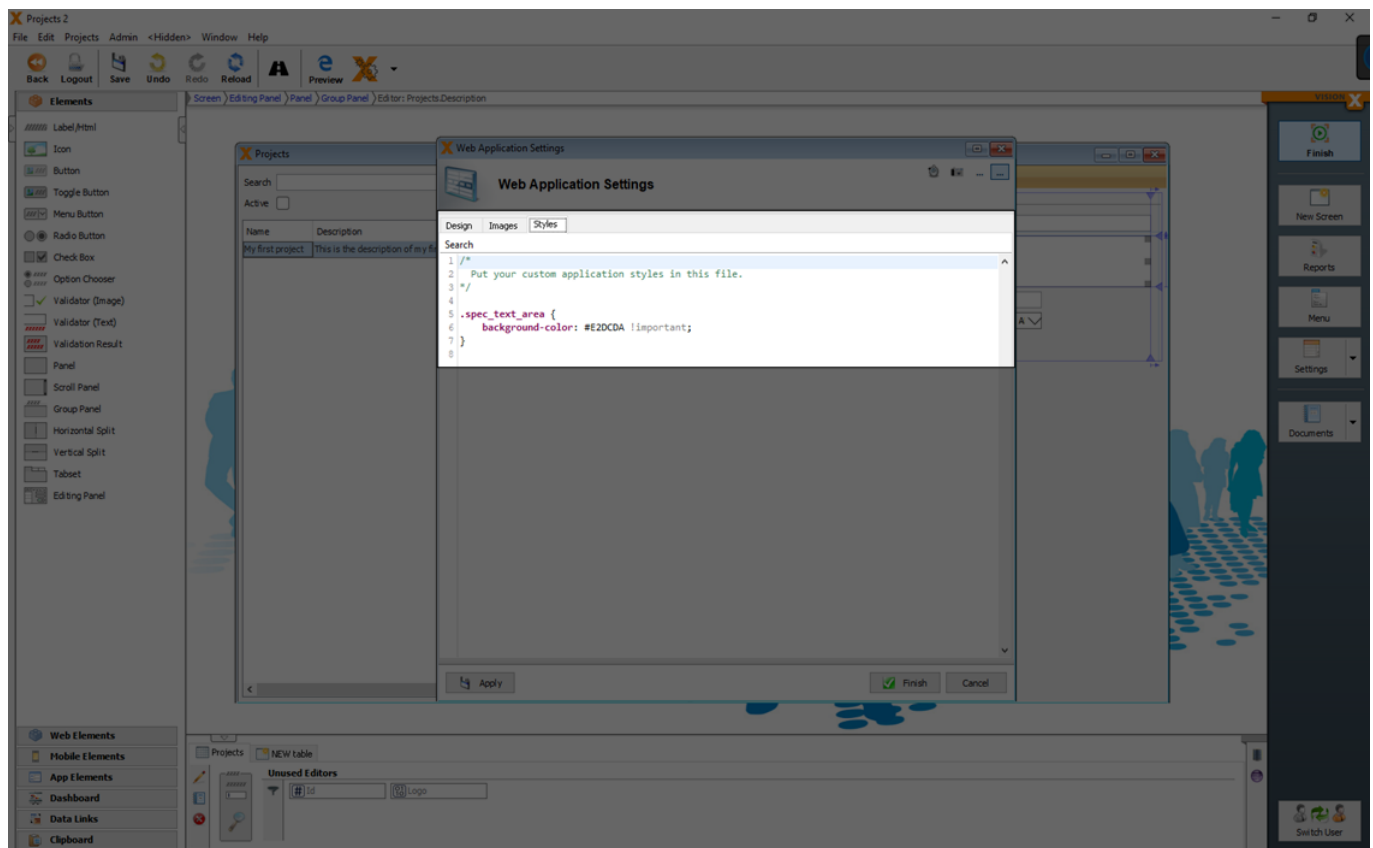 Projects 2
File Edit Projects Admin <Hidden> Window Help
Back Logout Save Undo Redo Reload Preview
Elements
Screen Editing Panel Panel Group Panel Editor: Projects.Description
VISION X
Label/Html
Icon
Button
Toggle Button
Menu Button
Radio Button
Check Box
Option Chooser
Validator (Image)
Validator (Text)
Validation Result
Panel
Scroll Panel
Group Panel
Horizontal Split
Vertical Split
Tabset
Editing Panel
Web Elements
Mobile Elements
App Elements
Dashboard
Data Links
Clipboard
Projects
Search
Active
Name Description
My first project This is the description of my
Web Application Settings
Web Application Settings
Design Images Styles
Search
1 /*
2 Put your custom application styles in this file.
3 */
4
5 .spec_text_area {
6 background-color: #E2DCDA !important;
7 }
8
Apply Finish Cancel
A
Projects NEW table
Unused Editors
# Id Logo
Finish
New Screen
Reports
Menu
Settings
Documents
Switch User